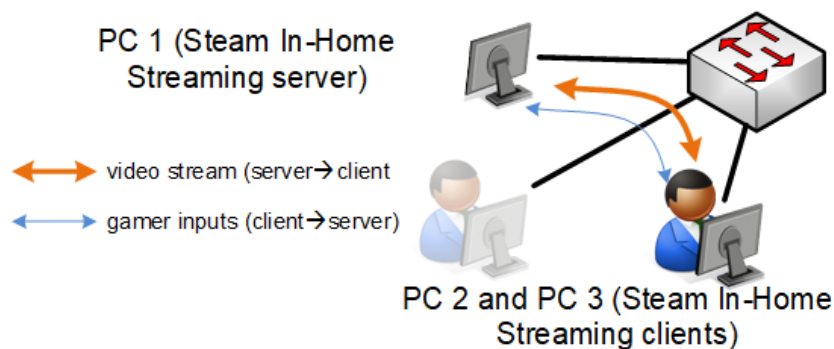 PC 1 (Steam In-Home
Streaming server)
video stream (server→client
gamer inputs (client→server)
PC 2 and PC 3 (Steam In-Home
Streaming clients)